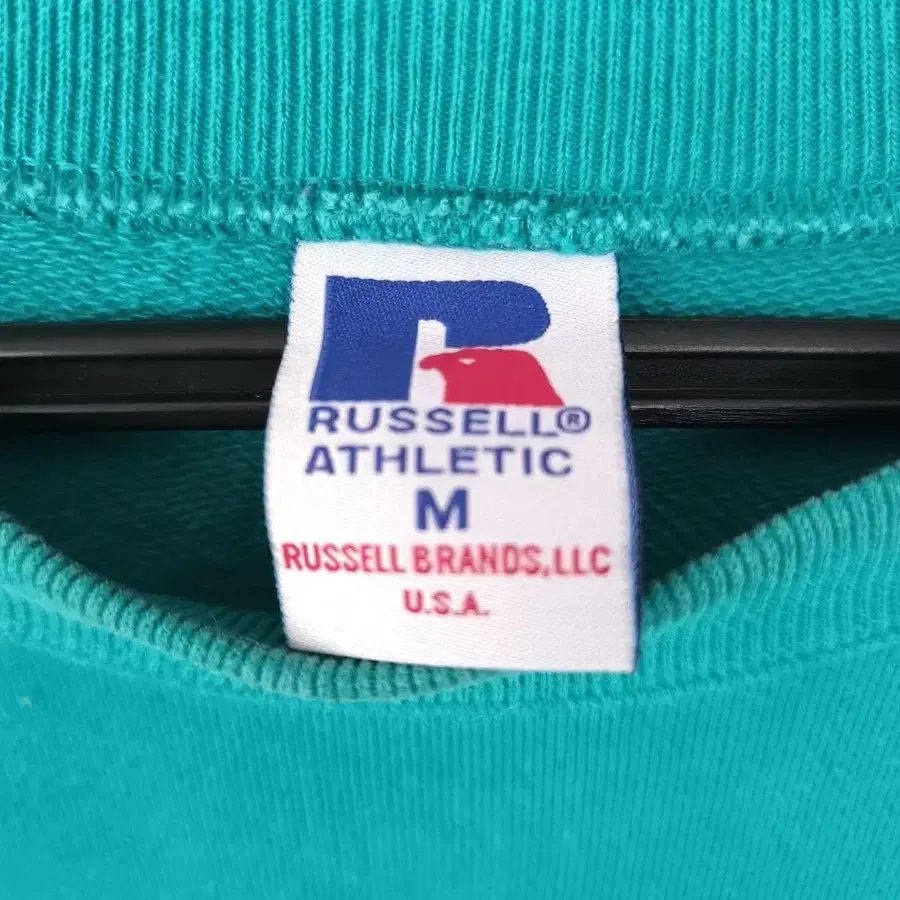 RUSSELL®
ATHLETIC
M
RUSSELL BRANDS,LLC
U.S.A.